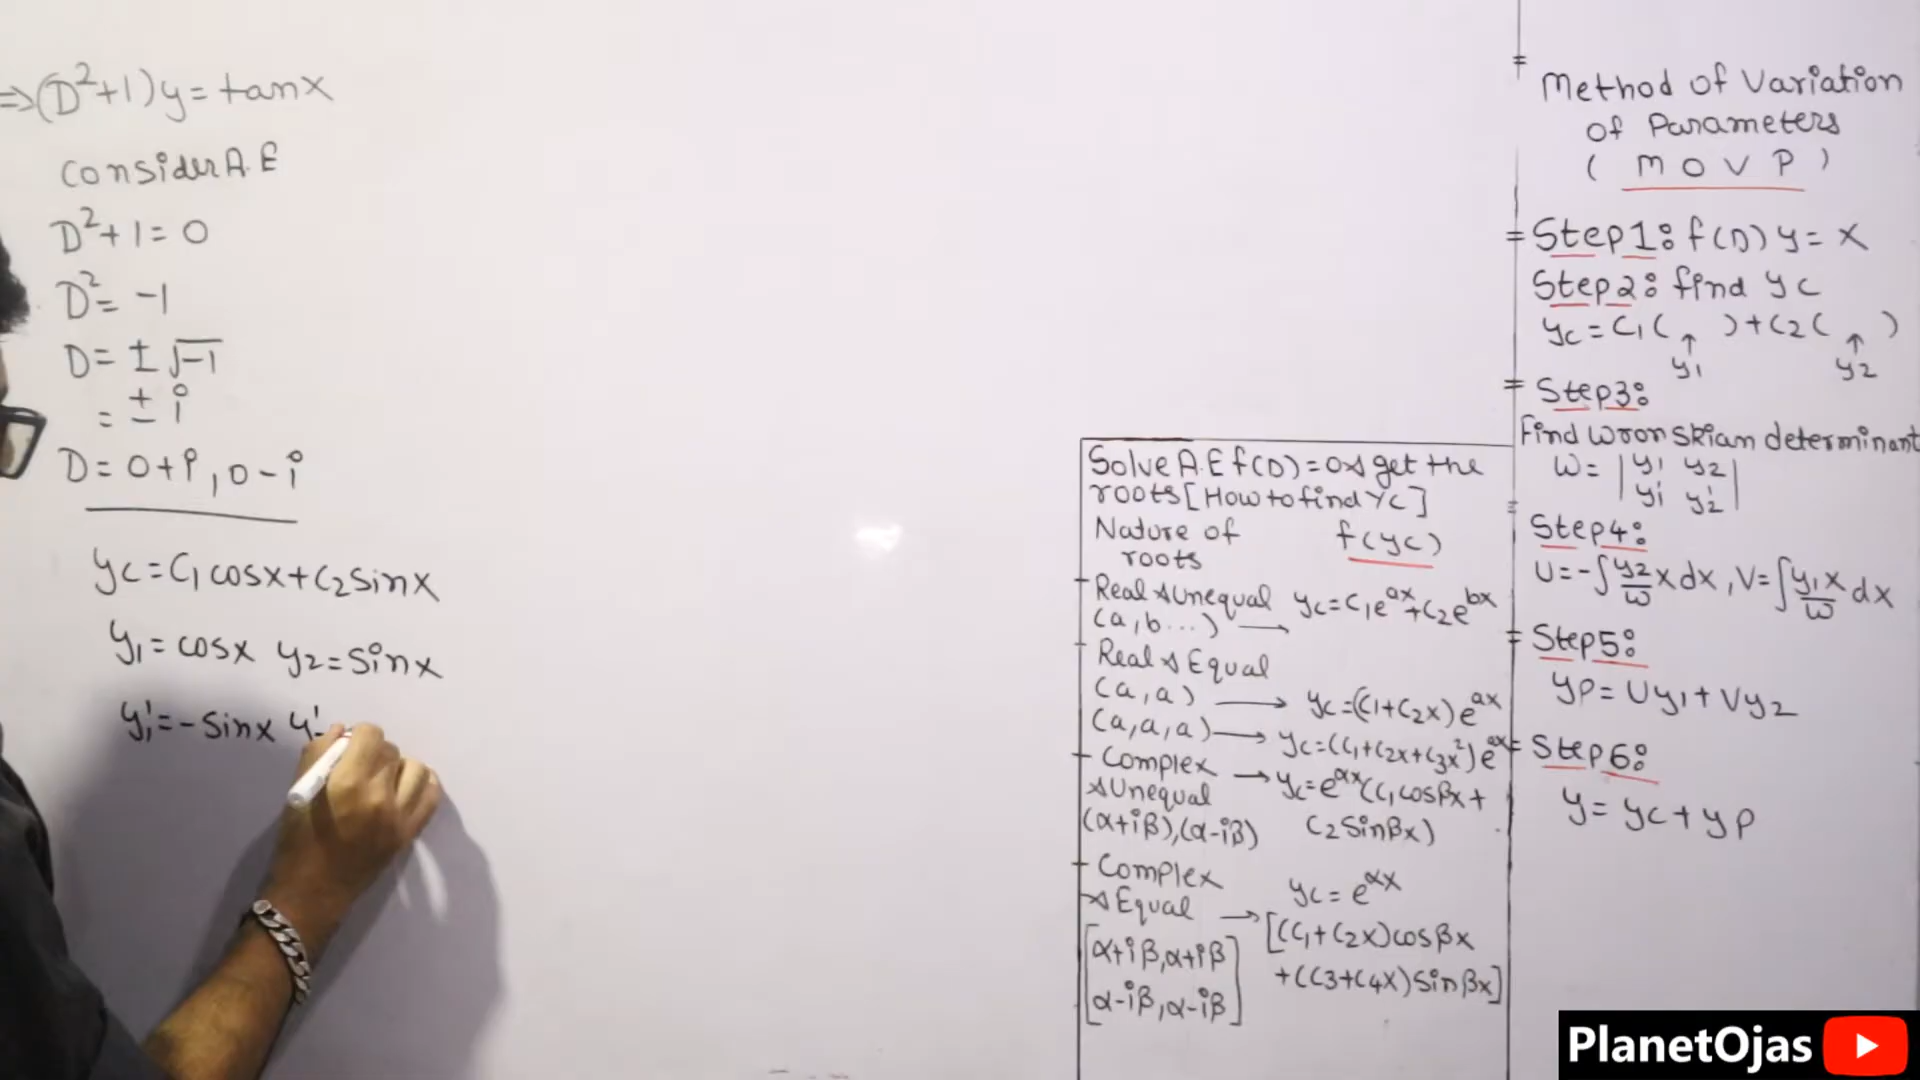 ⇒(D²+1)y=tanx
Consider A.E
D²+1=0
D²=-1
D=±√-1
=±i
D=0+i,0-i
yc=C1cosx+C2sinx
y1=cosx y2=sinx
y1'=-sinx y'=
Solve A.E f(D)=0 & get the
roots[How to find YC]
Nature of f(yc)
roots
Real & Unequal yc=C1e^ax+C2e^bx
(a,b...) →
Real & Equal
(a,a) → yc=(C1+C2x)e^ax
(a,a,a) → yc=(C1+C2x+C3x²)e^ax
Complex → yc=e^αx(C1cosβx+
& Unequal
(α+iβ),(α-iβ) C2sinβx)
Complex yc=e^αx
& Equal → [(C1+C2x)cosβx
[α+iβ,α+iβ
+(C3+C4x)sinβx]
α-iβ,α-iβ]
=
Method of Variation
of Parameters
(MOVP)
= Step1: f(D)y=X
Step2: find yc
yc=C1( ↑ )+C2( ↑ )
y1 y2
= Step3:
Find wronskian determinant
W=|y1 y2
y1' y2'|
= Step4:
U=-∫y2/w X dx, V=∫y1X/w dx
= Step5:
yp=Uy1+Vy2
= Step6:
y=yc+yp
PlanetOjas